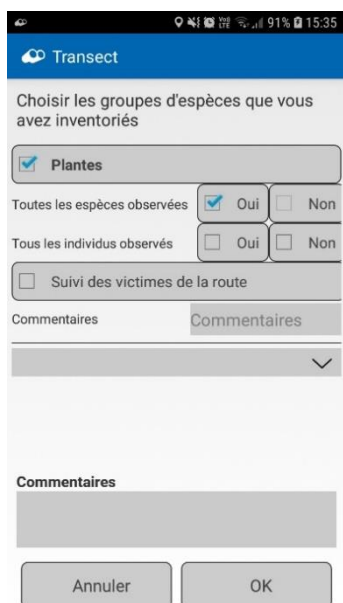 91% 15:35
Transect
Choisir les groupes d'espèces que vous
avez inventoriés
Plantes
Toutes les espèces observées Oui Non
Tous les individus observés Oui Non
Suivi des victimes de la route
Commentaires Commentaires
Commentaires
Annuler OK